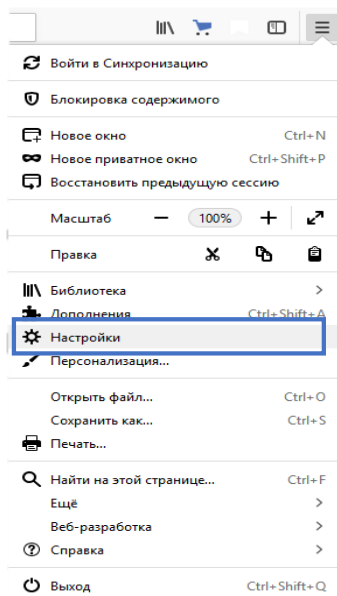 Войти в Синхронизацию
Блокировка содержимого
Новое окно Ctrl+N
Новое приватное окно Ctrl+Shift+P
Восстановить предыдущую сессию
Масштаб 100%
Правка
Библиотека
Дополнения Ctrl+Shift+A
Настройки
Персонализация...
Открыть файл... Ctrl+O
Сохранить как... Ctrl+S
Печать...
Найти на этой странице... Ctrl+F
Ещё
Веб-разработка
Справка
Выход Ctrl+Shift+Q